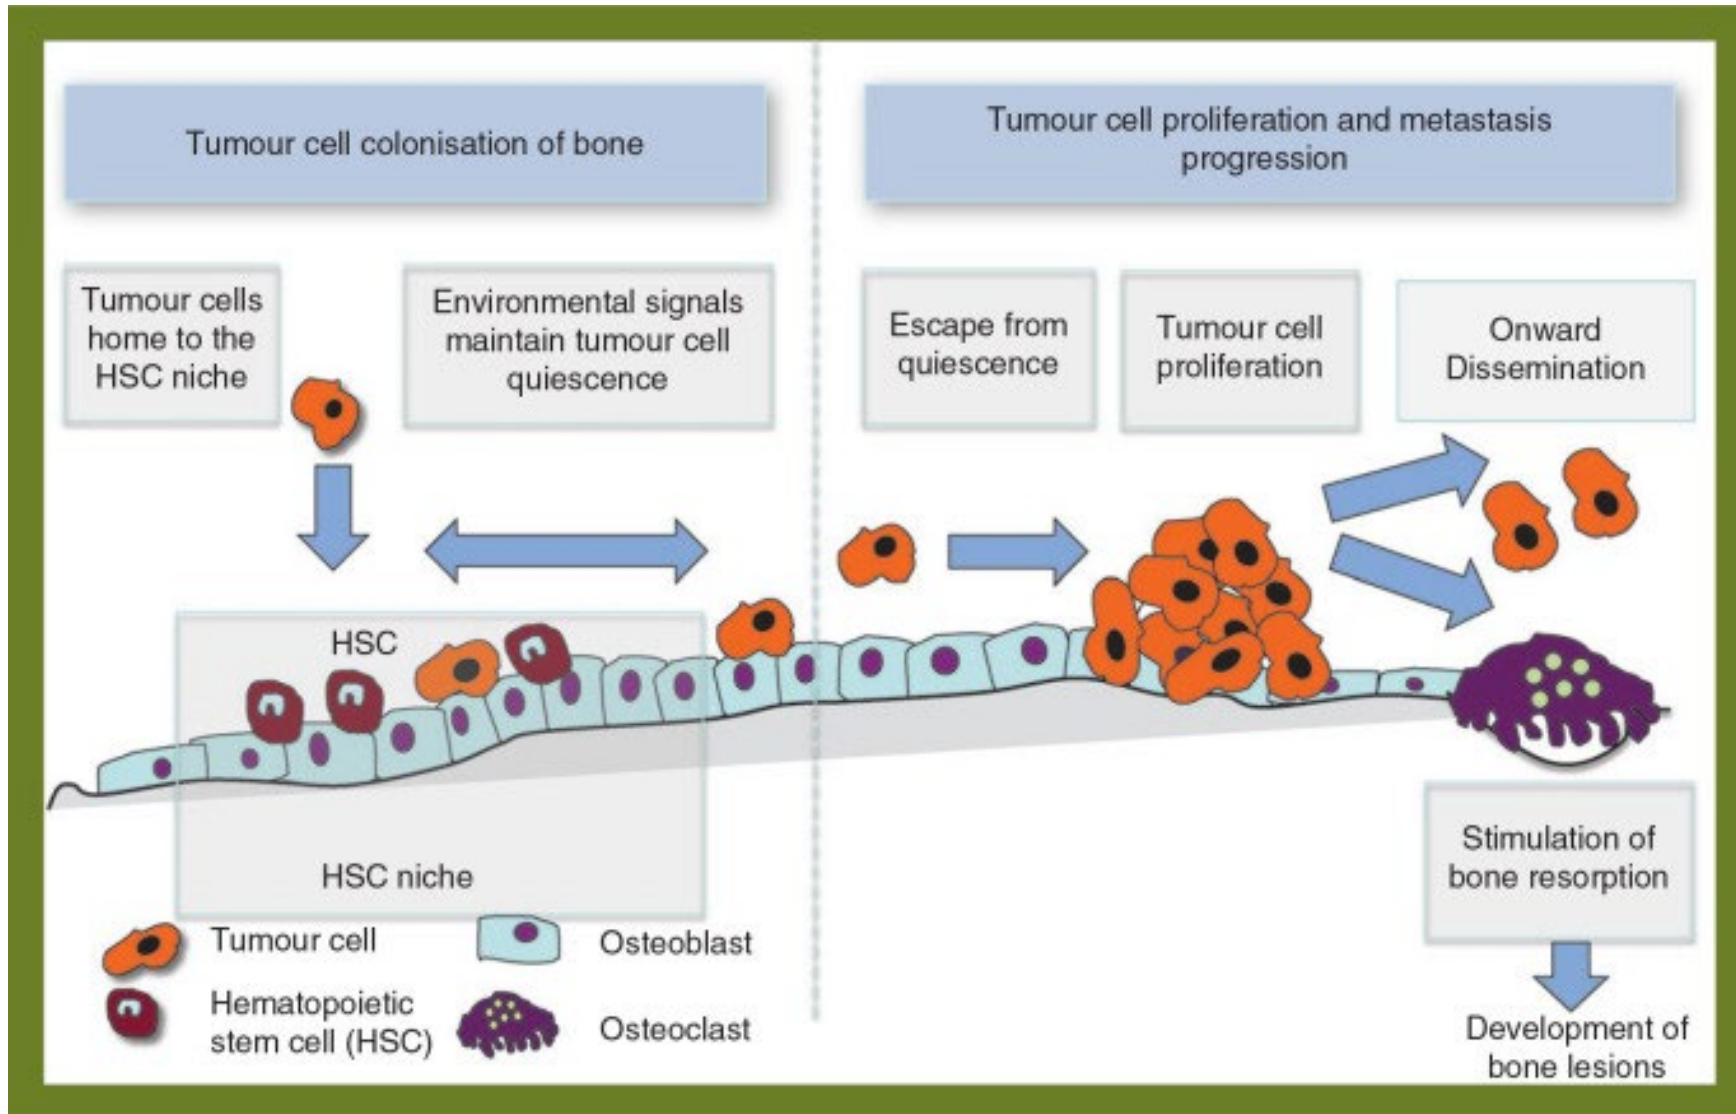 Tumour cell colonisation of bone
Tumour cell proliferation and metastasis
progression
Tumour cells
home to the
HSC niche
Environmental signals
maintain tumour cell
quiescence
Escape from
quiescence
Tumour cell
proliferation
Onward
Dissemination
HSC
HSC niche
Stimulation of
bone resorption
Development of
bone lesions
Tumour cell
Osteoblast
Hematopoietic
stem cell (HSC)
Osteoclast